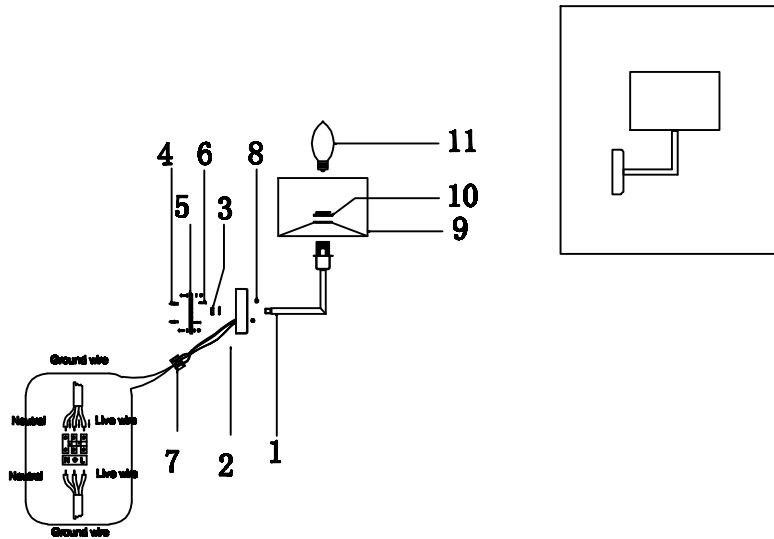 11
4 6 8
5 3
10
9
Ground wire
Neutral Live wire
N L
Neutral Live wire
Ground wire
7 2 1